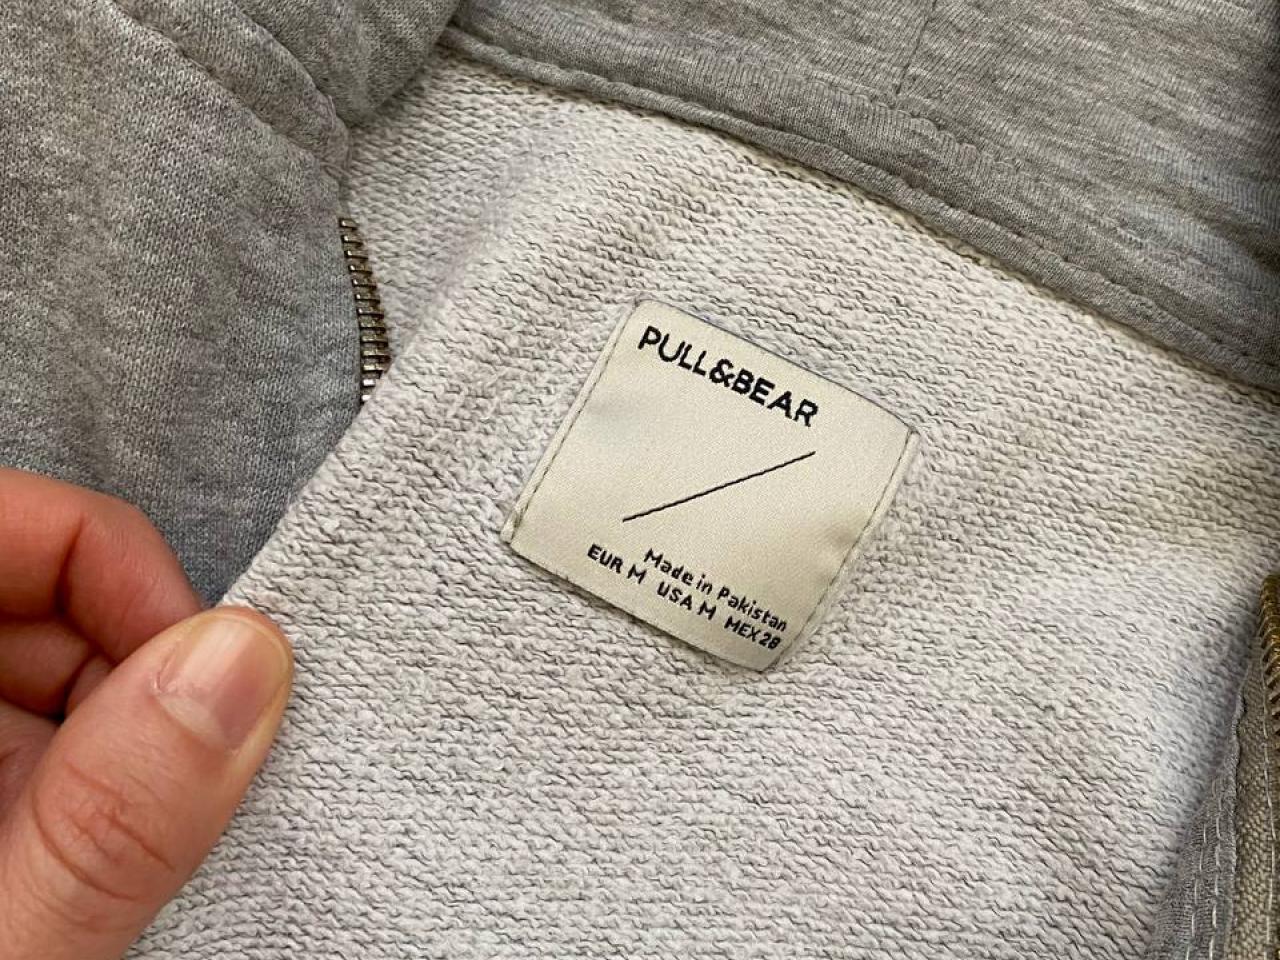 PULL&BEAR
Made in Pakistan
EUR M USA M MEX 28